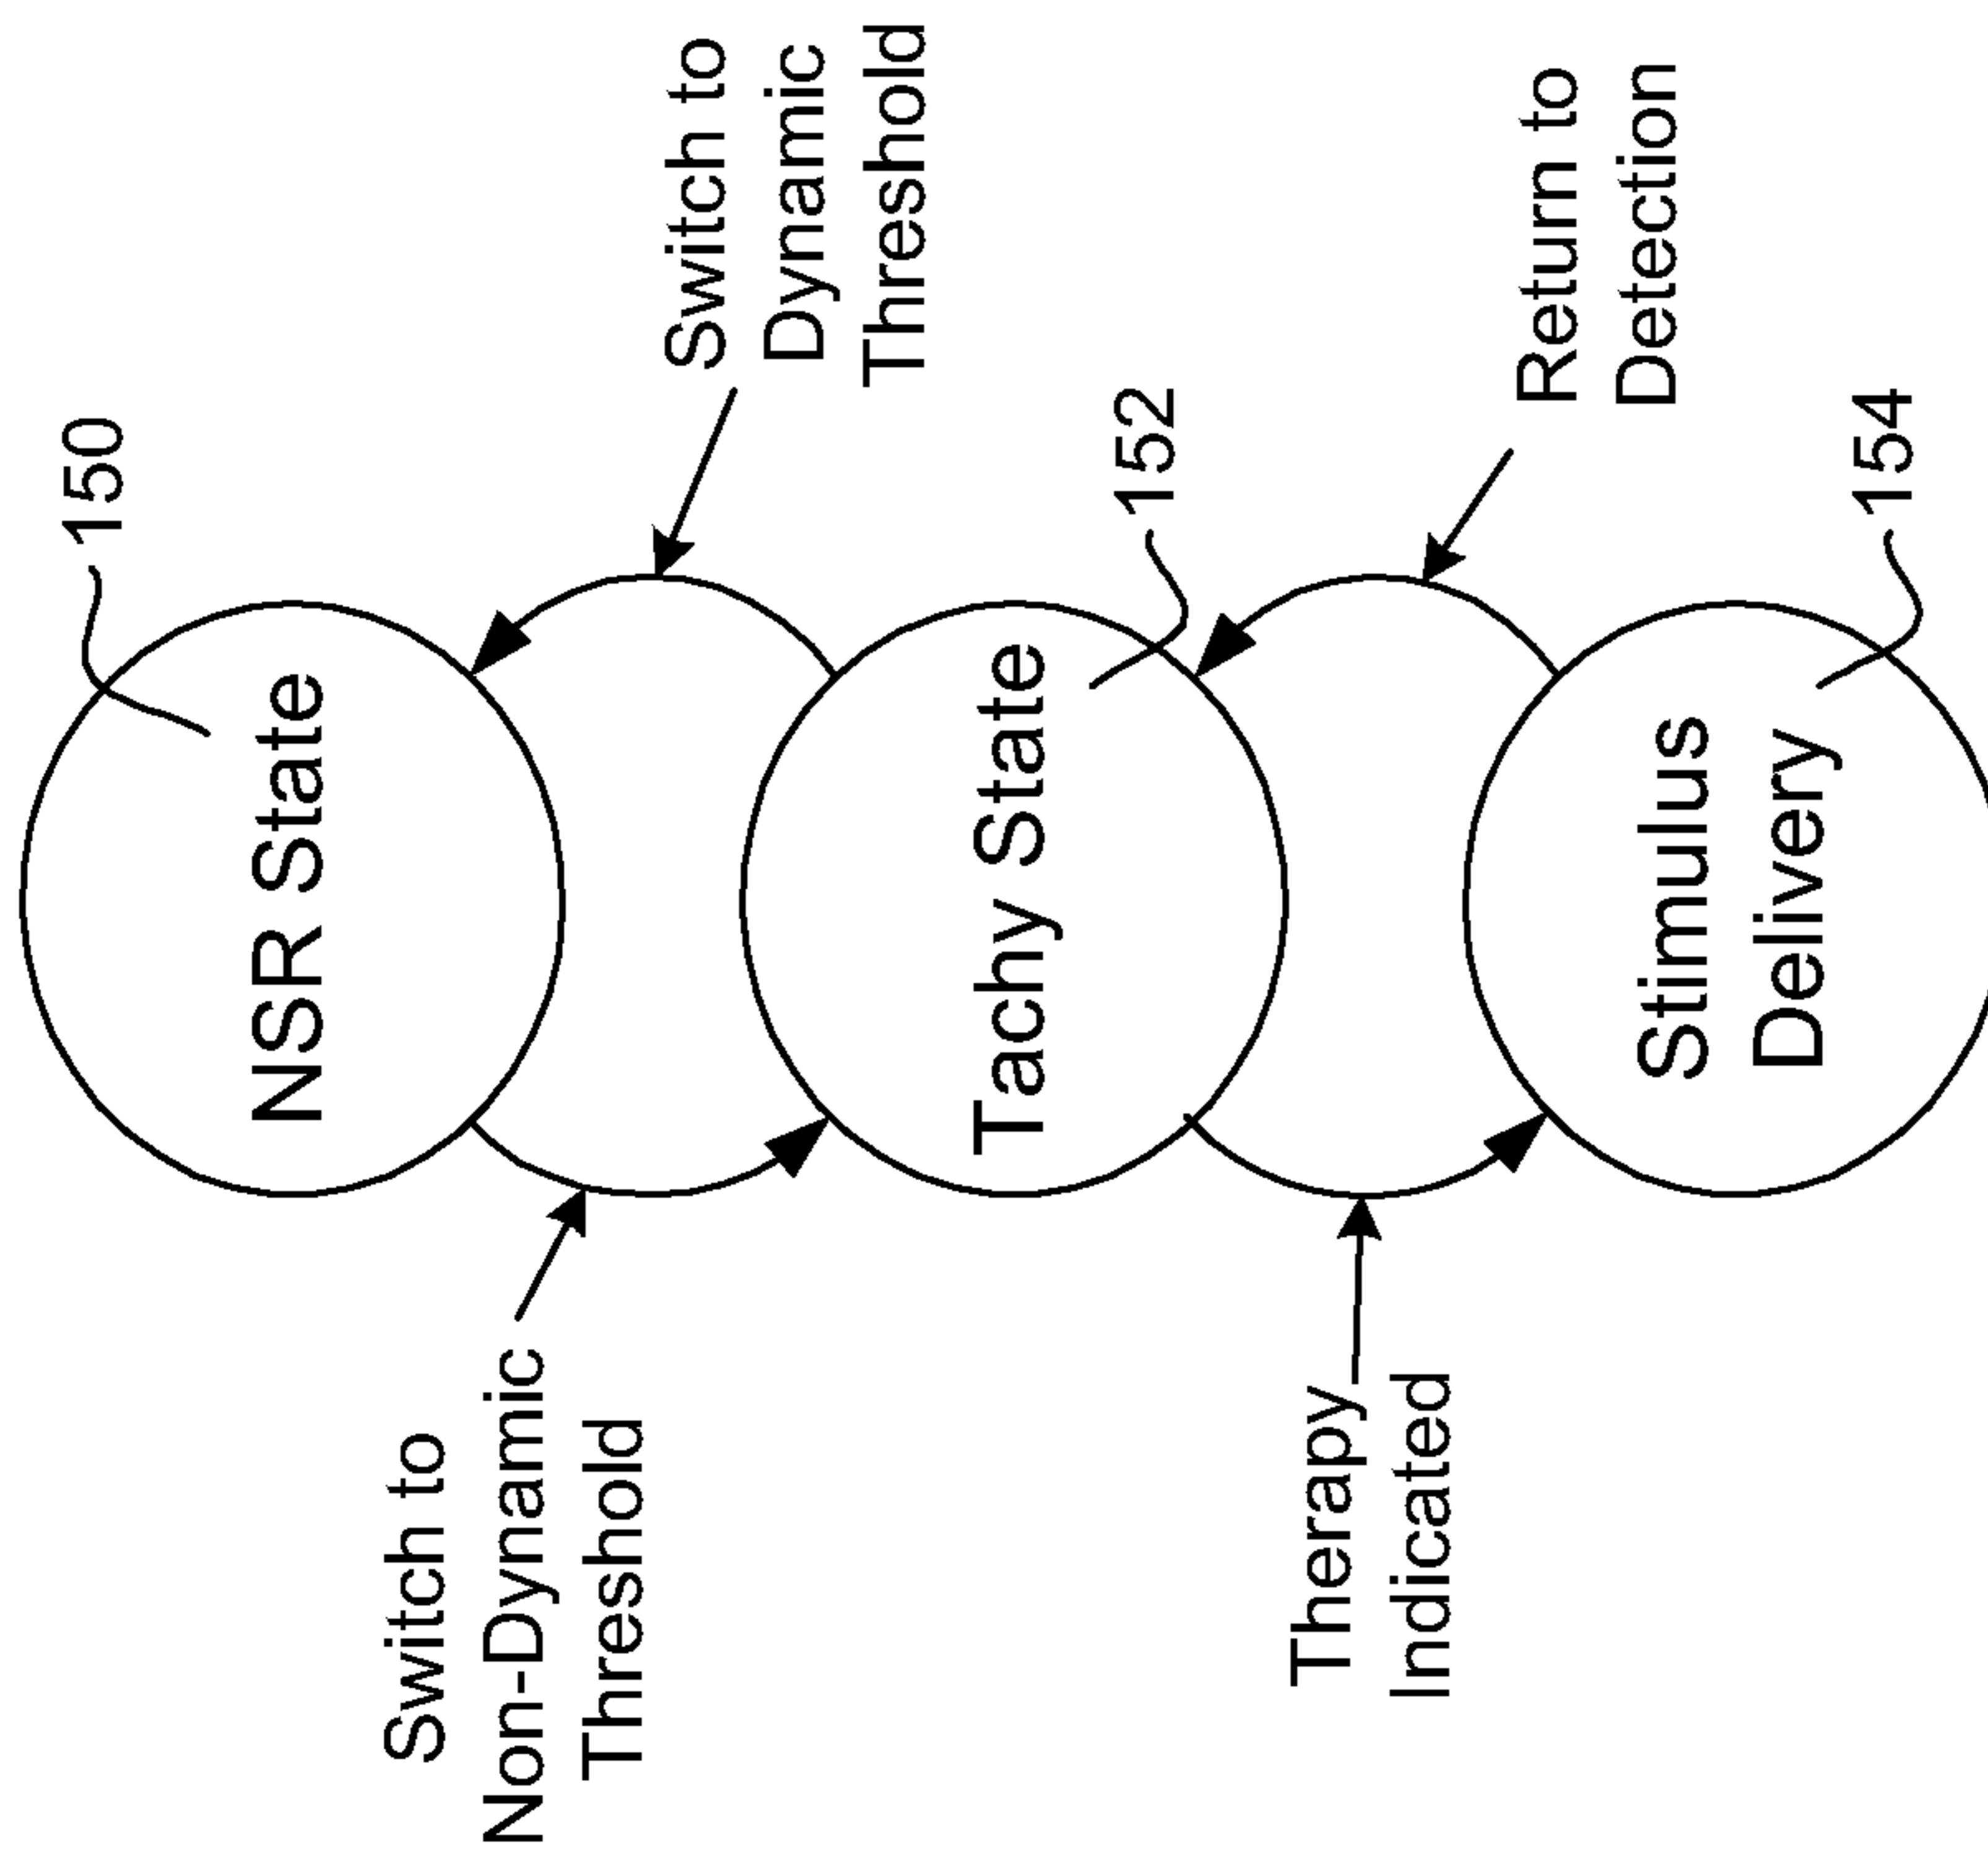 150
NSR State
Switch to
Dynamic
Threshold
Switch to
Non-Dynamic
Threshold
152
Tachy State
Return to
Detection
Therapy
Indicated
154
Stimulus
Delivery